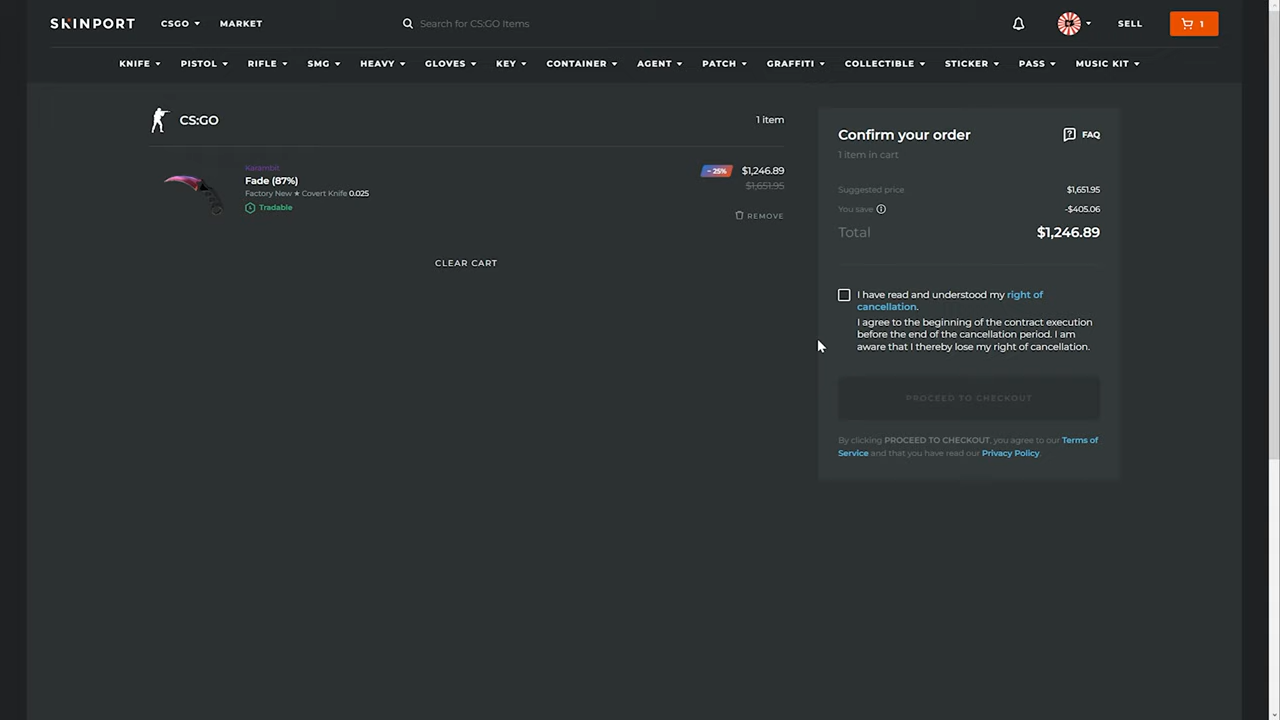 SKINPORT
CSGO
MARKET
Search for CS:GO Items
SELL
1
KNIFE
PISTOL
RIFLE
SMG
HEAVY
GLOVES
KEY
CONTAINER
AGENT
PATCH
GRAFFITI
COLLECTIBLE
STICKER
PASS
MUSIC KIT
CS:GO
1 item
Karambit
Fade (87%)
Factory New ★ Covert Knife 0.025
Tradable
- 25%
$1,246.89
$1,651.95
REMOVE
CLEAR CART
Confirm your order
FAQ
1 item in cart
Suggested price
$1,651.95
You save
-$405.06
Total
$1,246.89
I have read and understood my right of
cancellation.
I agree to the beginning of the contract execution
before the end of the cancellation period. I am
aware that I thereby lose my right of cancellation.
PROCEED TO CHECKOUT
By clicking PROCEED TO CHECKOUT, you agree to our Terms of
Service and that you have read our Privacy Policy.